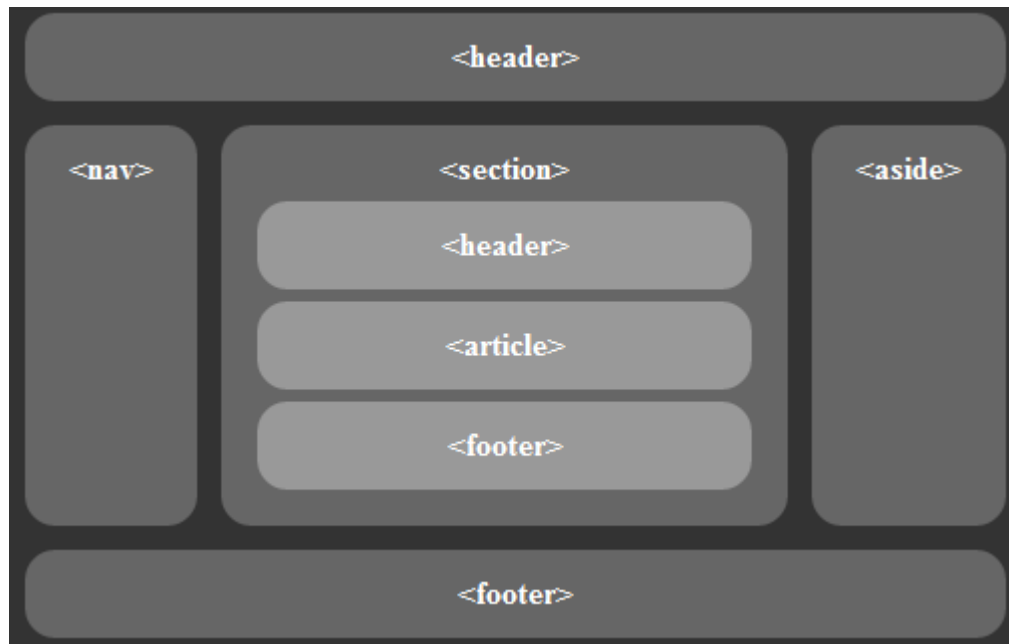 <header>
<nav>
<section>
<aside>
<header>
<article>
<footer>
<footer>